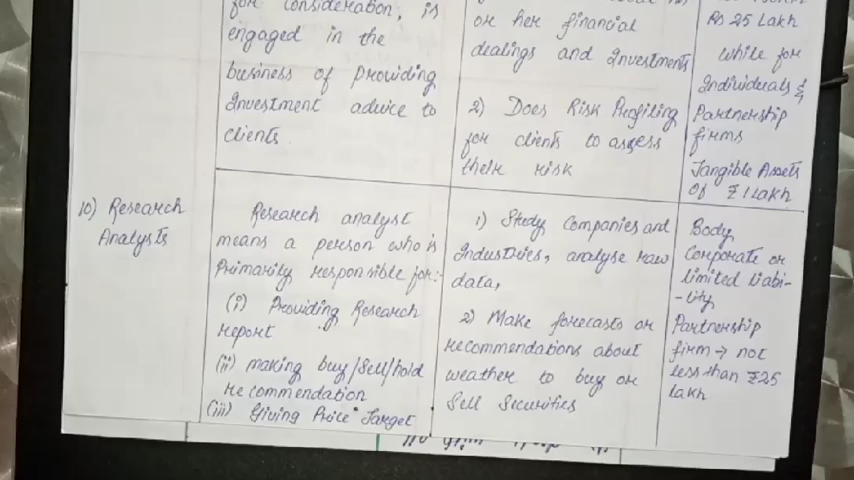 for consideration, is
engaged in the
business of providing
Investment advice to
clients
or her financial
dealings and Investments
2) Does Risk Profiling
for clients to assess
their risk
Rs 25 Lakh
while for
Individuals &
Partnership
firms
Tangible Assets
of ₹ 1 Lakh
10) Research
Analysts
Research analyst
means a person who is
Primarily responsible for:-
(i) Providing Research
report
(ii) making buy/Sell/hold
recommendation
(iii) Giving Price Target
1) Study Companies and
Industries, analyse raw
data,
2) Make forecasts or
recommendations about
weather to buy or
Sell Securities
Body
Corporate or
limited liabi-
-lity
Partnership
firm → not
less than ₹25
lakh